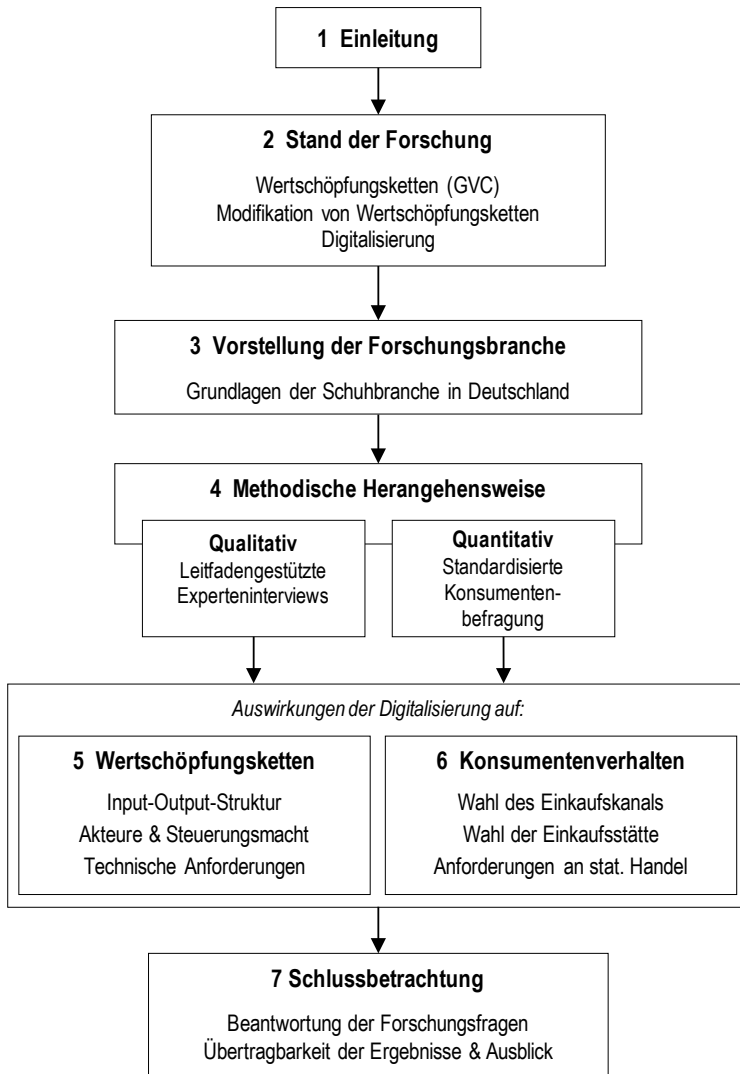 1 Einleitung
2 Stand der Forschung
Wertschöpfungsketten (GVC)
Modifikation von Wertschöpfungsketten
Digitalisierung
3 Vorstellung der Forschungsbranche
Grundlagen der Schuhbranche in Deutschland
4 Methodische Herangehensweise
Qualitativ
Leitfadengestützte
Experteninterviews
Quantitativ
Standardisierte
Konsumenten-
befragung
Auswirkungen der Digitalisierung auf:
5 Wertschöpfungsketten
Input-Output-Struktur
Akteure & Steuerungsmacht
Technische Anforderungen
6 Konsumentenverhalten
Wahl des Einkaufskanals
Wahl der Einkaufsstätte
Anforderungen an stat. Handel
7 Schlussbetrachtung
Beantwortung der Forschungsfragen
Übertragbarkeit der Ergebnisse & Ausblick